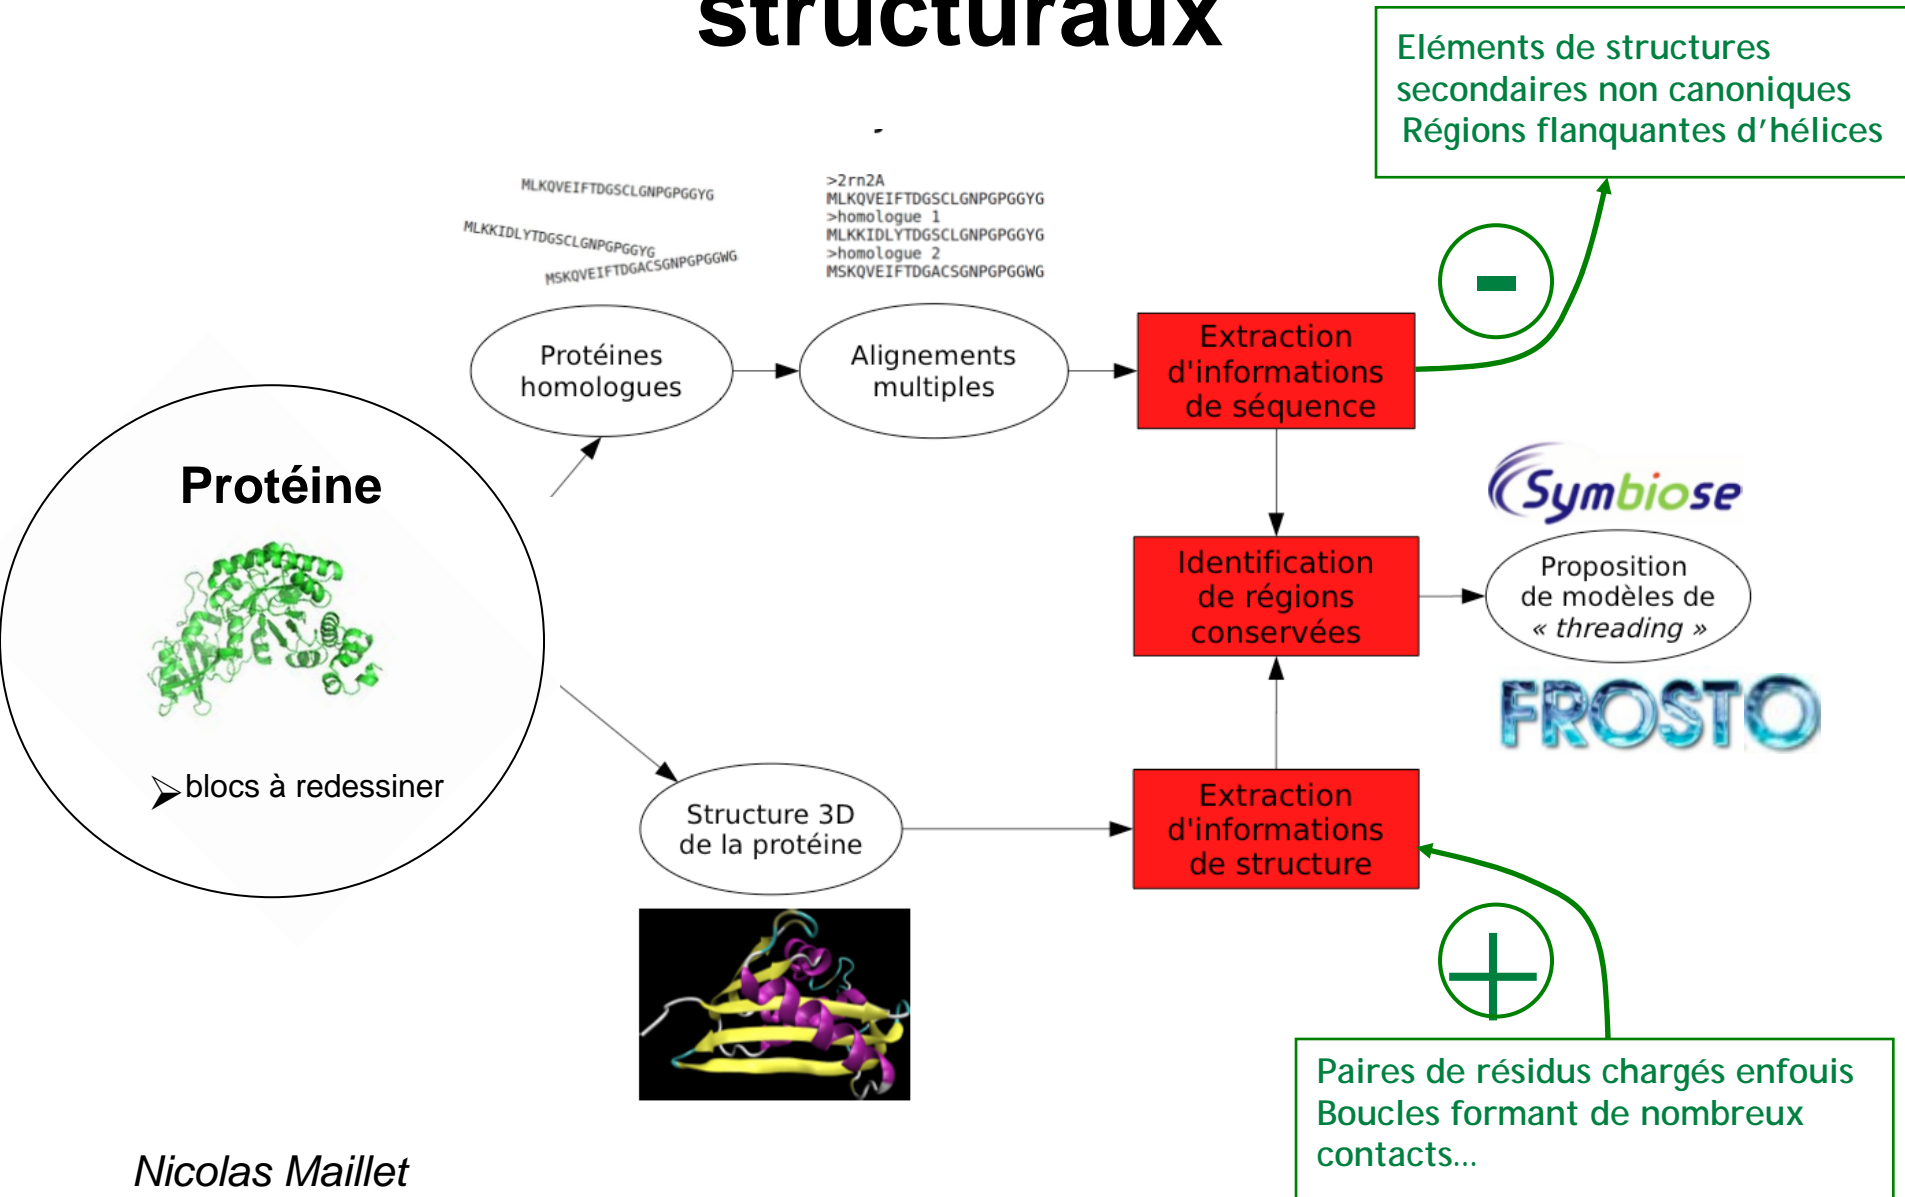 structuraux
Eléments de structures
secondaires non canoniques
Régions flanquantes d’hélices
-
MLKQVEIFTDGSCLGNPGPGGYG
MLKKIDLYTDGSCLGNPGPGGYG
MSKQVEIFTDGACSGNPGPGGWG
>2rn2A
MLKQVEIFTDGSCLGNPGPGGYG
>homologue 1
MLKKIDLYTDGSCLGNPGPGGYG
>homologue 2
MSKQVEIFTDGACSGNPGPGGWG
Protéines
homologues
Alignements
multiples
Extraction
d'informations
de séquence
Protéine
blocs à redessiner
Symbiose
Identification
de régions
conservées
Proposition
de modèles de
« threading »
FROSTO
Structure 3D
de la protéine
Extraction
d'informations
de structure
+
Paires de résidus chargés enfouis
Boucles formant de nombreux
contacts...
Nicolas Maillet